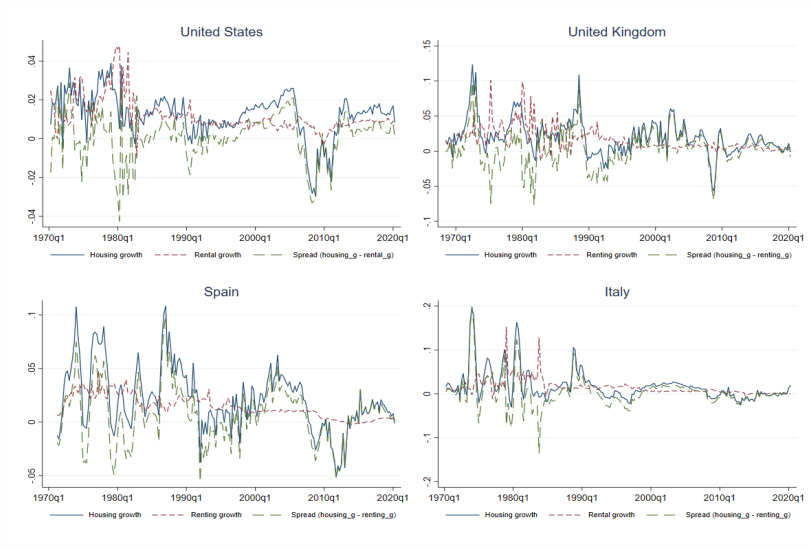 United States
.04
.02
0
-.02
-.04
1970q1 1980q1 1990q1 2000q1 2010q1 2020q1
Housing growth Rental growth Spread (housing_g - rental_g)
United Kingdom
.15
.1
.05
0
-.05
-.1
1970q1 1980q1 1990q1 2000q1 2010q1 2020q1
Housing growth Renting growth Spread (housing_g - renting_g)
Spain
.1
.05
0
-.05
1970q1 1980q1 1990q1 2000q1 2010q1 2020q1
Housing growth Renting growth Spread (housing_g - renting_g)
Italy
.2
.1
0
-.1
-.2
1970q1 1980q1 1990q1 2000q1 2010q1 2020q1
Housing growth Rental growth Spread (housing_g - renting_g)